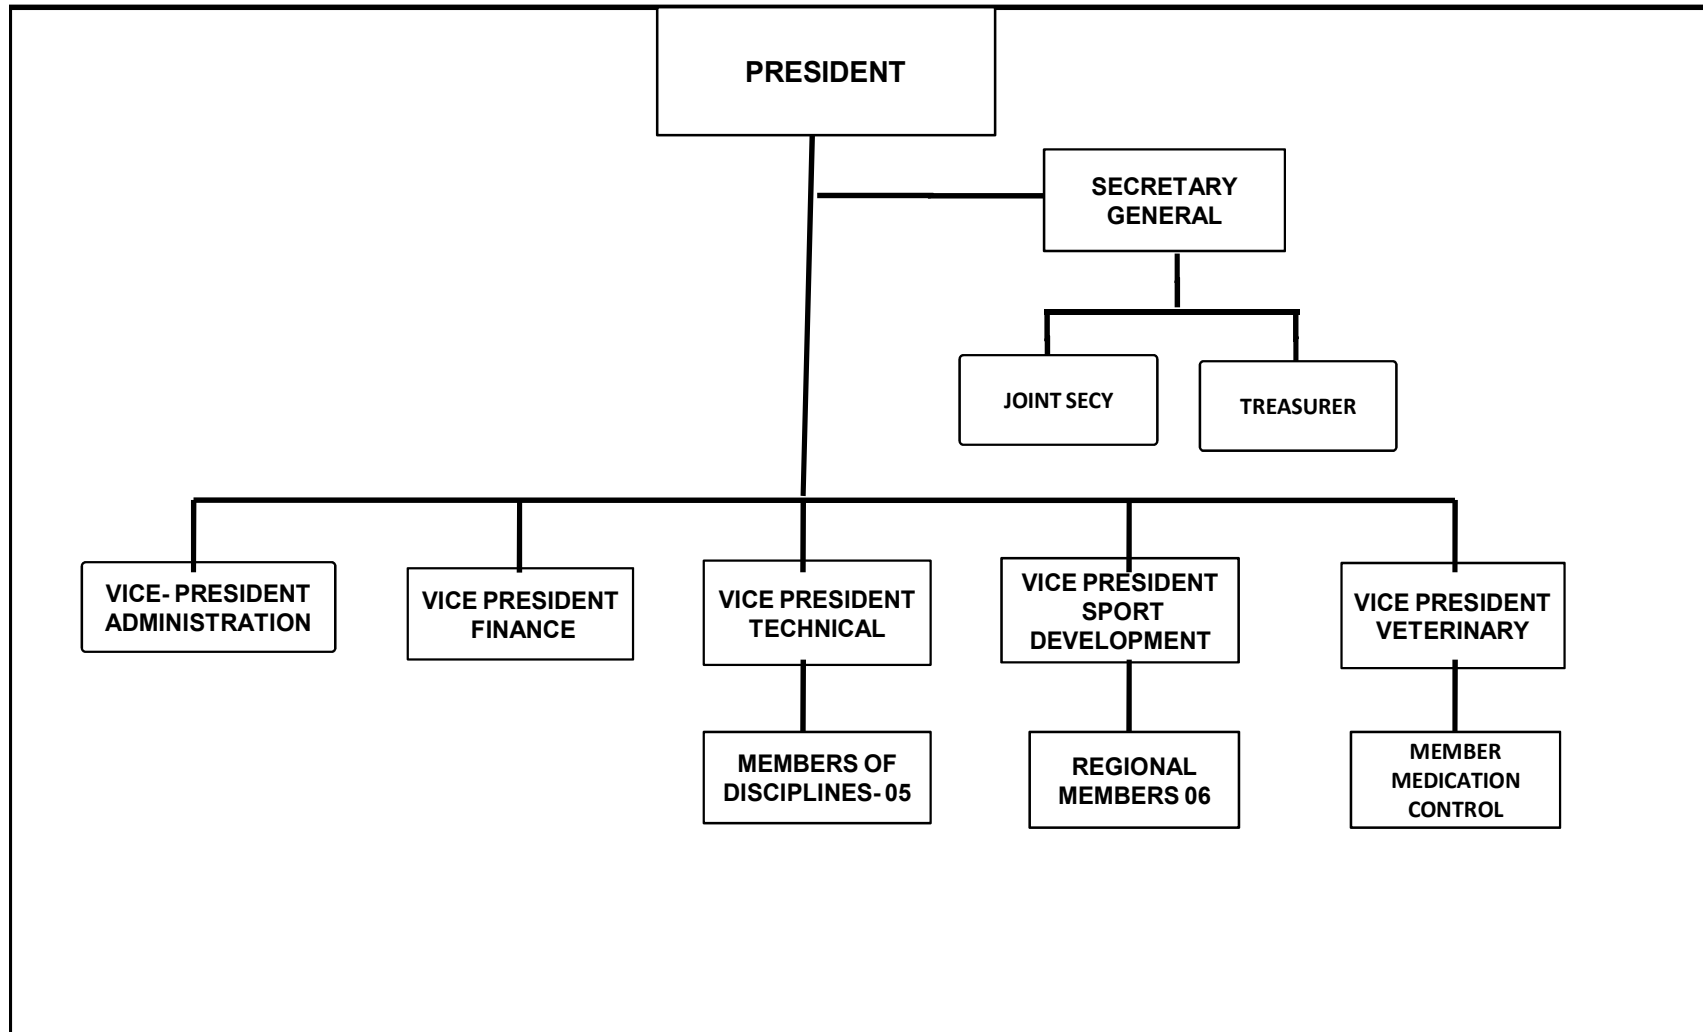 PRESIDENT
SECRETARY
GENERAL
JOINT SECY
TREASURER
VICE- PRESIDENT
ADMINISTRATION
VICE PRESIDENT
FINANCE
VICE PRESIDENT
TECHNICAL
VICE PRESIDENT
SPORT
DEVELOPMENT
VICE PRESIDENT
VETERINARY
MEMBERS OF
DISCIPLINES- 05
REGIONAL
MEMBERS 06
MEMBER
MEDICATION
CONTROL